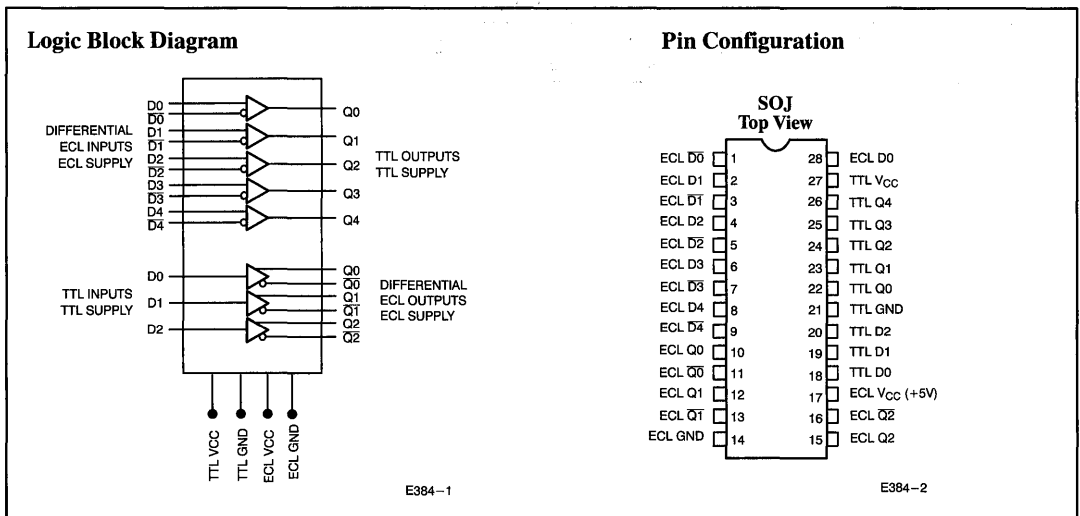 Logic Block Diagram
D0
D̅0̅
D1
D̅1̅
D2
D̅2̅
D3
D̅3̅
D4
D̅4̅
DIFFERENTIAL
ECL INPUTS
ECL SUPPLY
Q0
Q1
Q2
Q3
Q4
TTL OUTPUTS
TTL SUPPLY
D0
D1
D2
TTL INPUTS
TTL SUPPLY
Q0
Q̅0̅
Q1
Q̅1̅
Q2
Q̅2̅
DIFFERENTIAL
ECL OUTPUTS
ECL SUPPLY
TTL VCC
TTL GND
ECL VCC
ECL GND
E384–1
Pin Configuration
SOJ
Top View
ECL D̅0̅ 1 28 ECL D0
ECL D1 2 27 TTL VCC
ECL D̅1̅ 3 26 TTL Q4
ECL D2 4 25 TTL Q3
ECL D̅2̅ 5 24 TTL Q2
ECL D3 6 23 TTL Q1
ECL D̅3̅ 7 22 TTL Q0
ECL D4 8 21 TTL GND
ECL D̅4̅ 9 20 TTL D2
ECL Q0 10 19 TTL D1
ECL Q̅0̅ 11 18 TTL D0
ECL Q1 12 17 ECL VCC (+5V)
ECL Q̅1̅ 13 16 ECL Q̅2̅
ECL GND 14 15 ECL Q2
E384–2